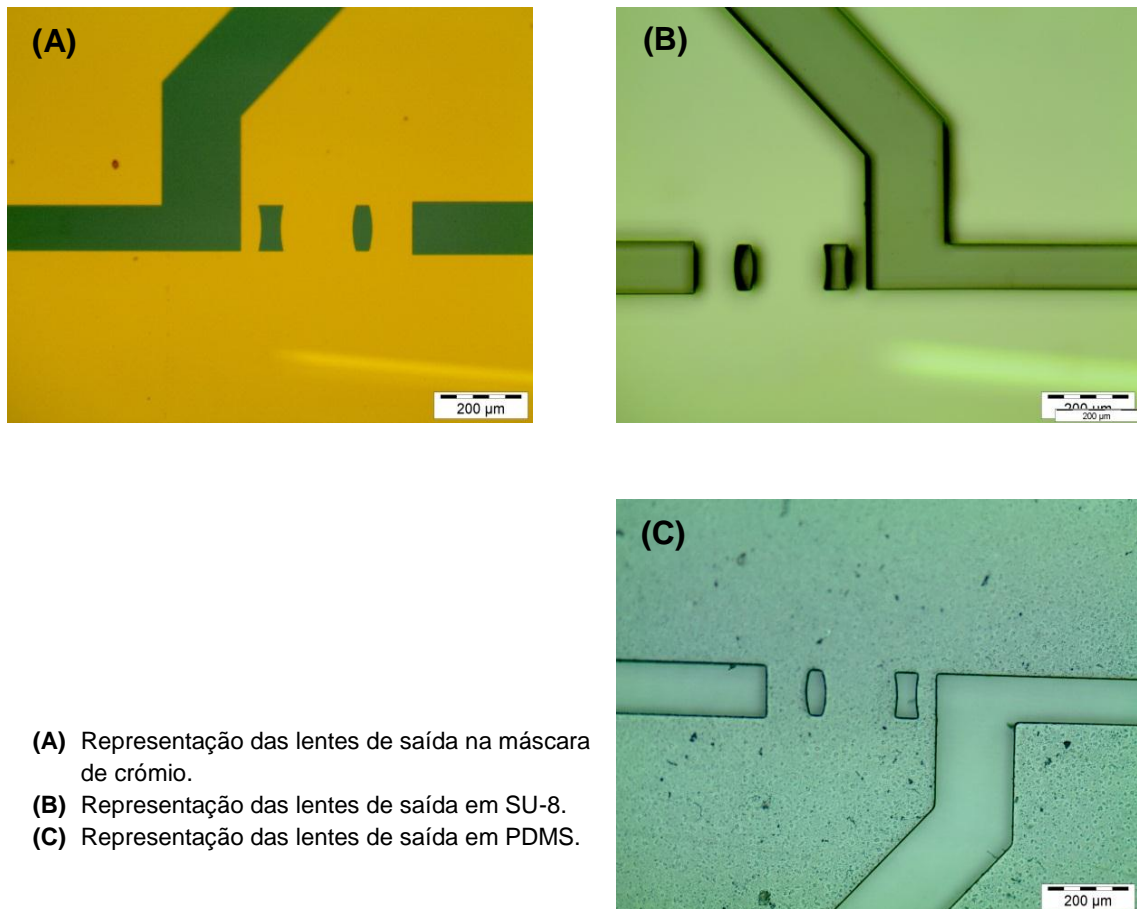 (A)
200 µm
(B)
200 µm
200 µm
(C)
200 µm
(A) Representação das lentes de saída na máscara
de crómio.
(B) Representação das lentes de saída em SU-8.
(C) Representação das lentes de saída em PDMS.